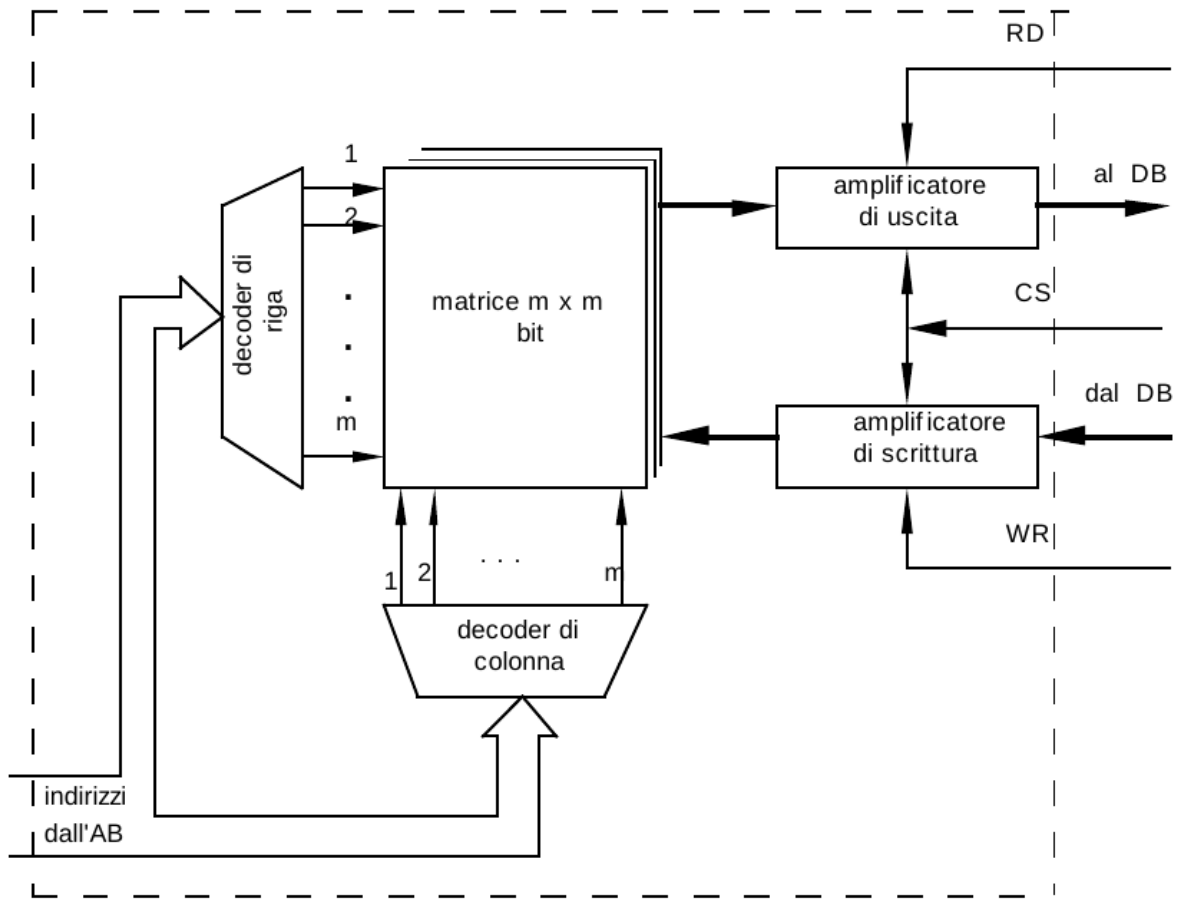 RD
1
al DB
amplificatore
di uscita
2
decoder di
riga
.
.
.
matrice m x m
bit
CS
m
dal DB
amplificatore
di scrittura
WR
1
2
. . .
m
decoder di
colonna
indirizzi
dall'AB